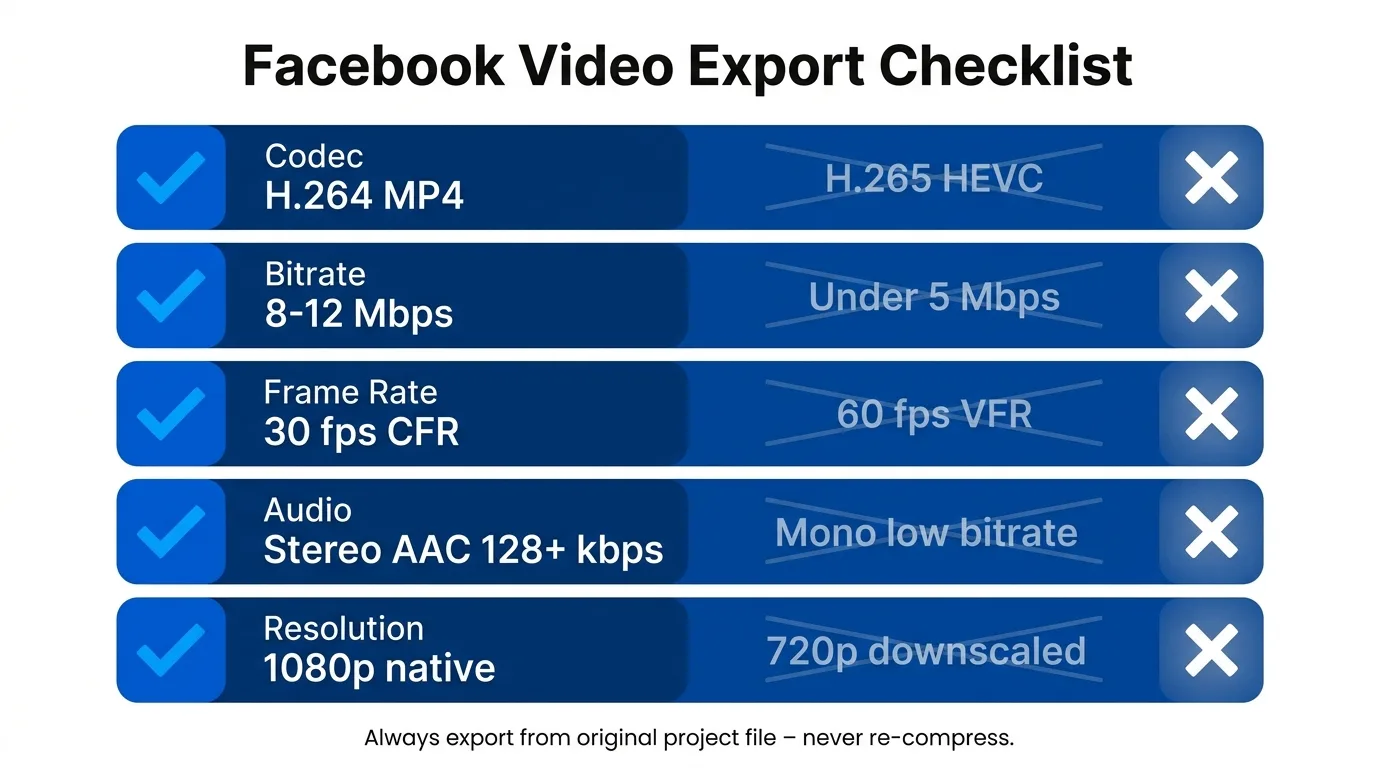 Facebook Video Export Checklist
Codec
H.264 MP4
H.265 HEVC
Bitrate
8-12 Mbps
Under 5 Mbps
Frame Rate
30 fps CFR
60 fps VFR
Audio
Stereo AAC 128+ kbps
Mono low bitrate
Resolution
1080p native
720p downscaled
Always export from original project file – never re-compress.